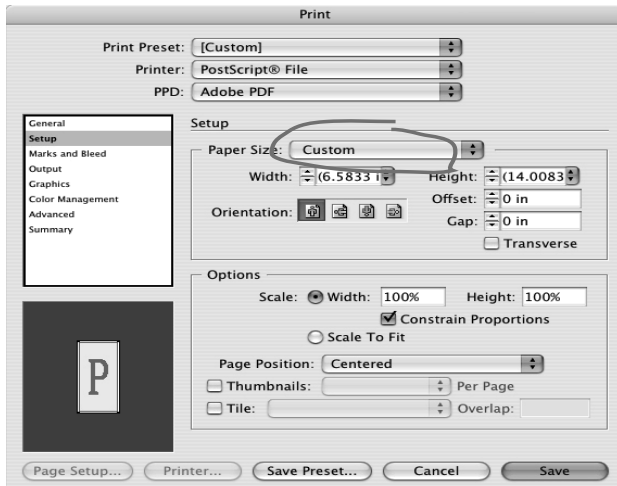 Print
Print Preset: [Custom]
Printer: PostScript® File
PPD: Adobe PDF
General
Setup
Marks and Bleed
Output
Graphics
Color Management
Advanced
Summary
Setup
Paper Size: Custom
Width: (6.5833 i Height: (14.0083
Orientation: Offset: 0 in
Gap: 0 in
Transverse
Options
Scale: Width: 100% Height: 100%
Constrain Proportions
Scale To Fit
Page Position: Centered
Thumbnails: Per Page
Tile: Overlap:
P
Page Setup... Printer... Save Preset... Cancel Save